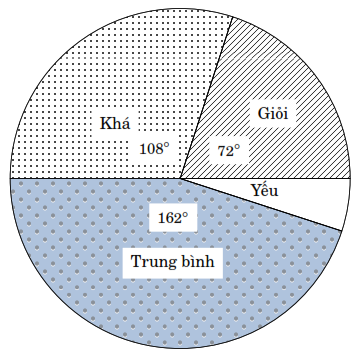 Giỏi
Khá
108°
72°
Yếu
162°
Trung bình